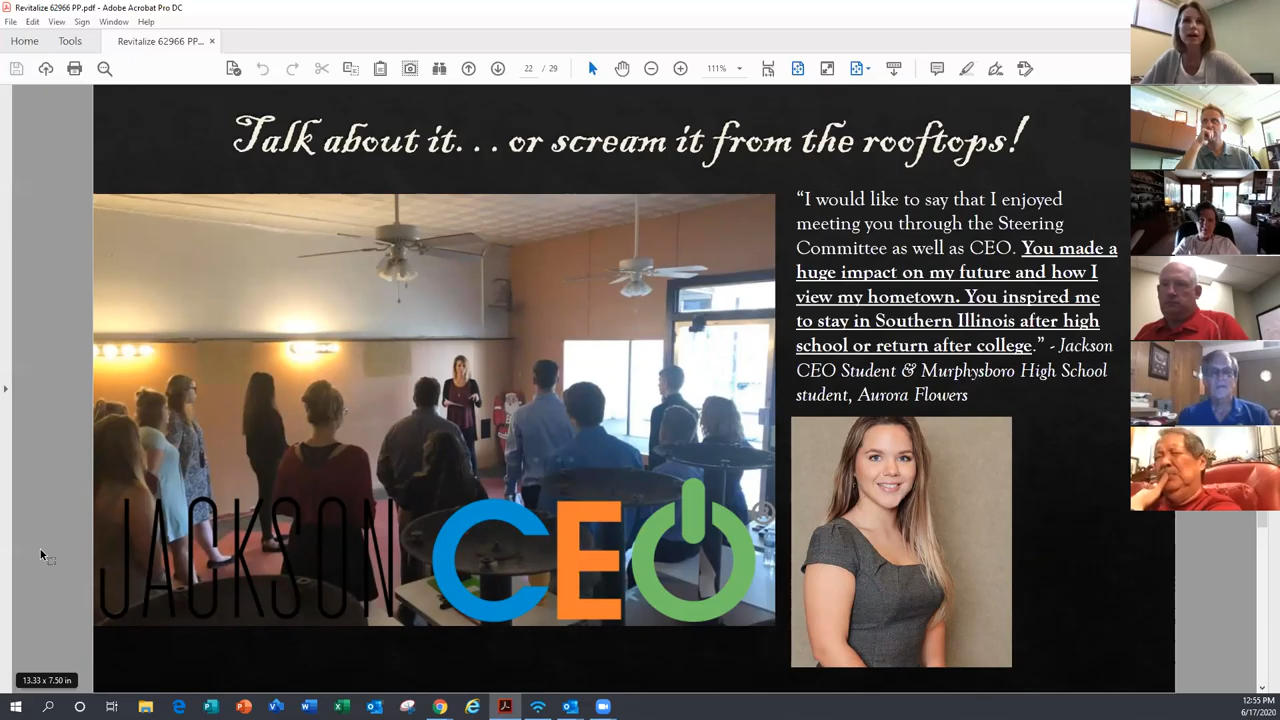 Revitalize 62966 PP.pdf - Adobe Acrobat Pro DC
File Edit View Sign Window Help
Home Tools Revitalize 62966 PP... ×
22 / 29 111%
Talk about it. . . or scream it from the rooftops!
“I would like to say that I enjoyed
meeting you through the Steering
Committee as well as CEO. You made a
huge impact on my future and how I
view my hometown. You inspired me
to stay in Southern Illinois after high
school or return after college.” - Jackson
CEO Student & Murphysboro High School
student, Aurora Flowers
JACKSON CEO
13.33 x 7.50 in
12:55 PM
6/17/2020